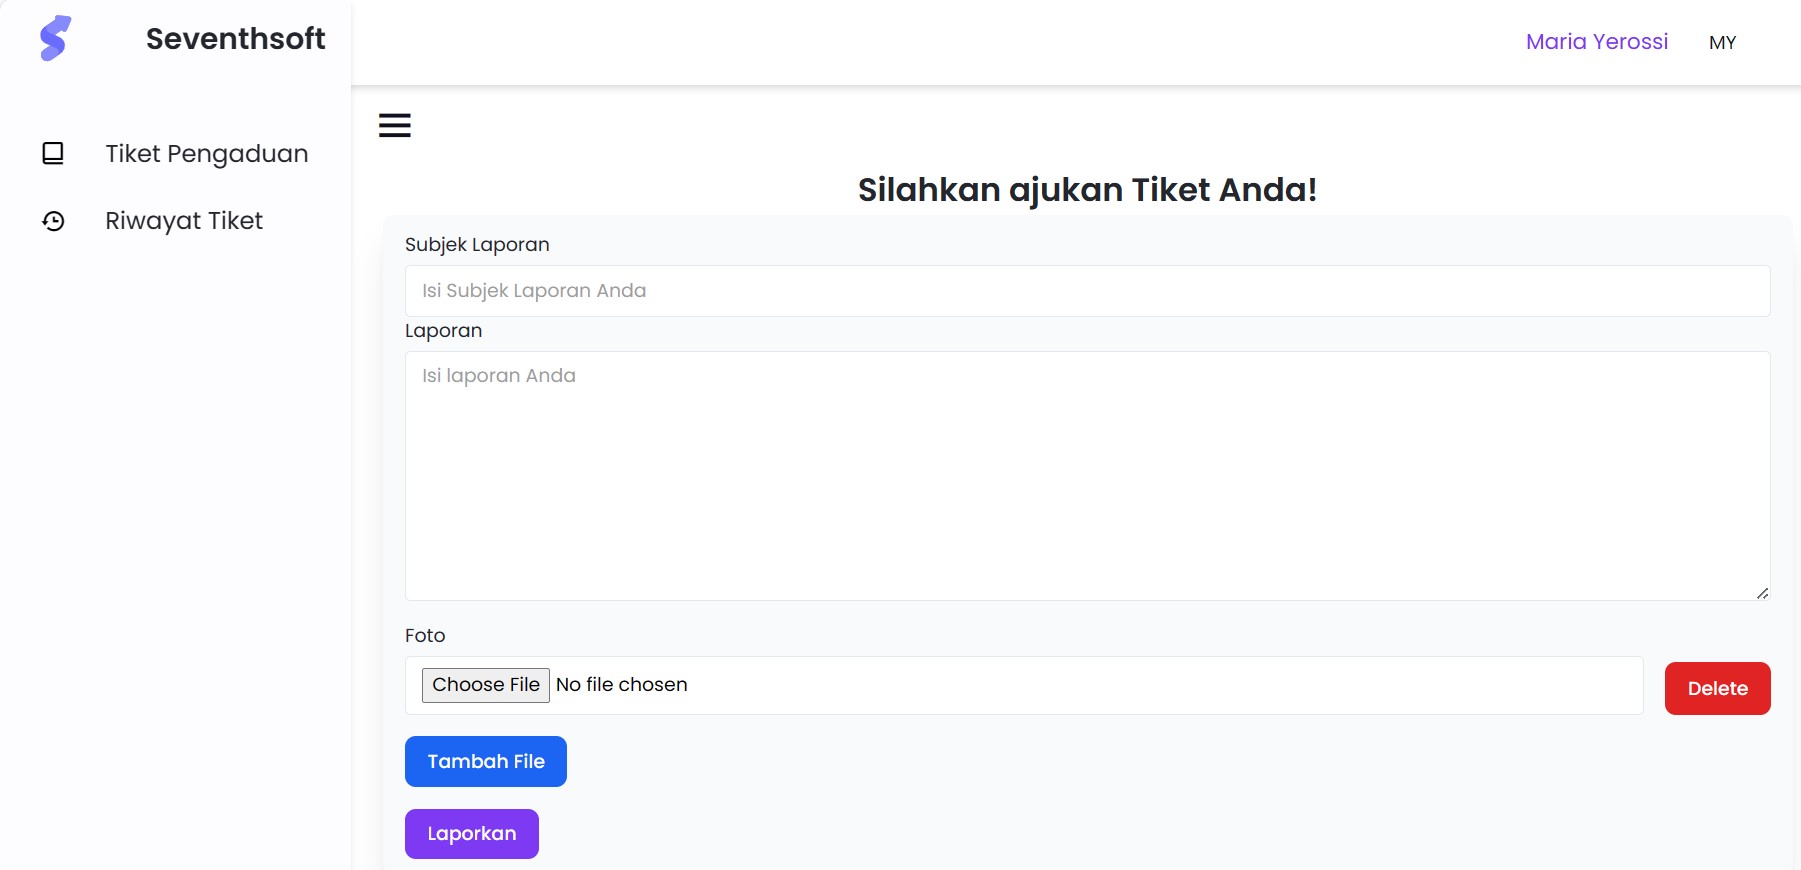 Seventhsoft
Maria Yerossi
MY
Tiket Pengaduan
Riwayat Tiket
Silahkan ajukan Tiket Anda!
Subjek Laporan
Isi Subjek Laporan Anda
Laporan
Isi laporan Anda
Foto
Choose File No file chosen
Delete
Tambah File
Laporkan